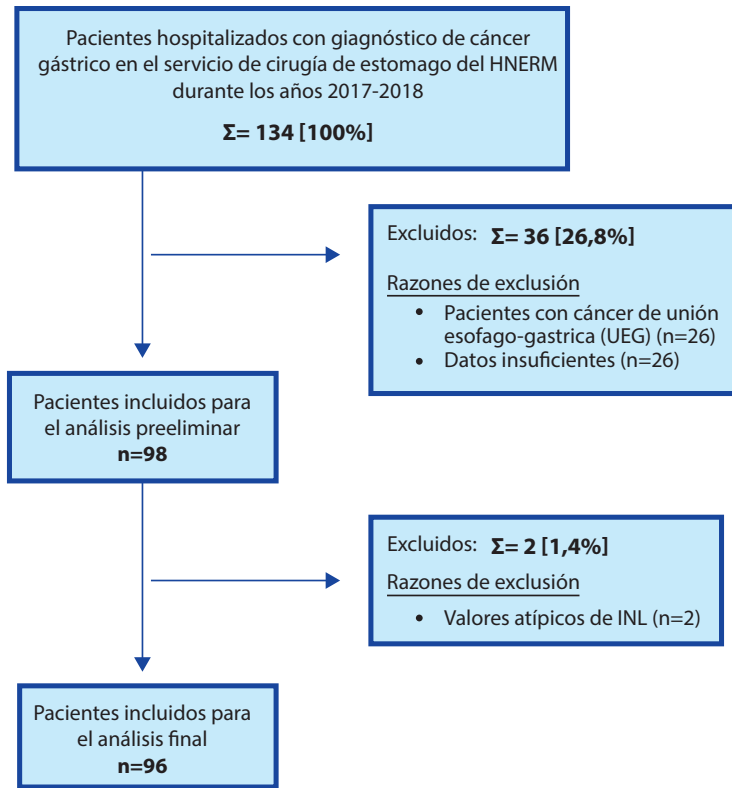 Pacientes hospitalizados con giagnóstico de cáncer
gástrico en el servicio de cirugía de estomago del HNERM
durante los años 2017-2018
Σ= 134 [100%]
Excluidos: Σ= 36 [26,8%]
Razones de exclusión
• Pacientes con cáncer de unión
esofago-gastrica (UEG) (n=26)
• Datos insuficientes (n=26)
Pacientes incluidos para
el análisis preeliminar
n=98
Excluidos: Σ= 2 [1,4%]
Razones de exclusión
• Valores atípicos de INL (n=2)
Pacientes incluidos para
el análisis final
n=96